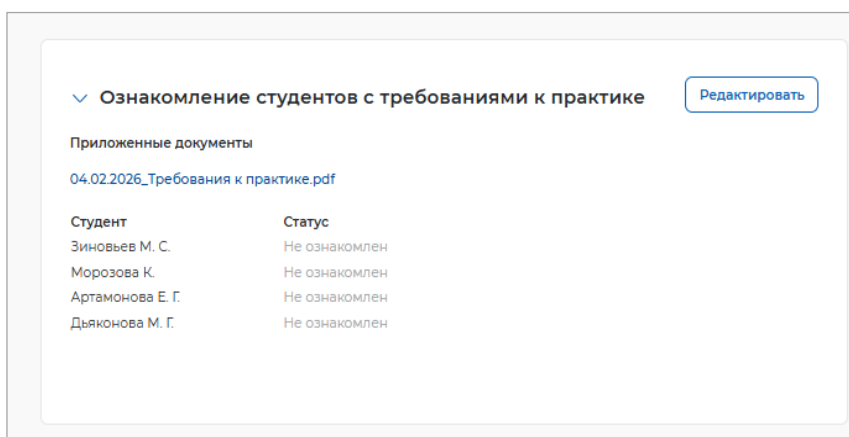 Ознакомление студентов с требованиями к практике Редактировать
Приложенные документы
04.02.2026_Требования к практике.pdf
Студент Статус
Зиновьев М. С. Не ознакомлен
Морозова К. Не ознакомлен
Артамонова Е. Г. Не ознакомлен
Дьяконова М. Г. Не ознакомлен